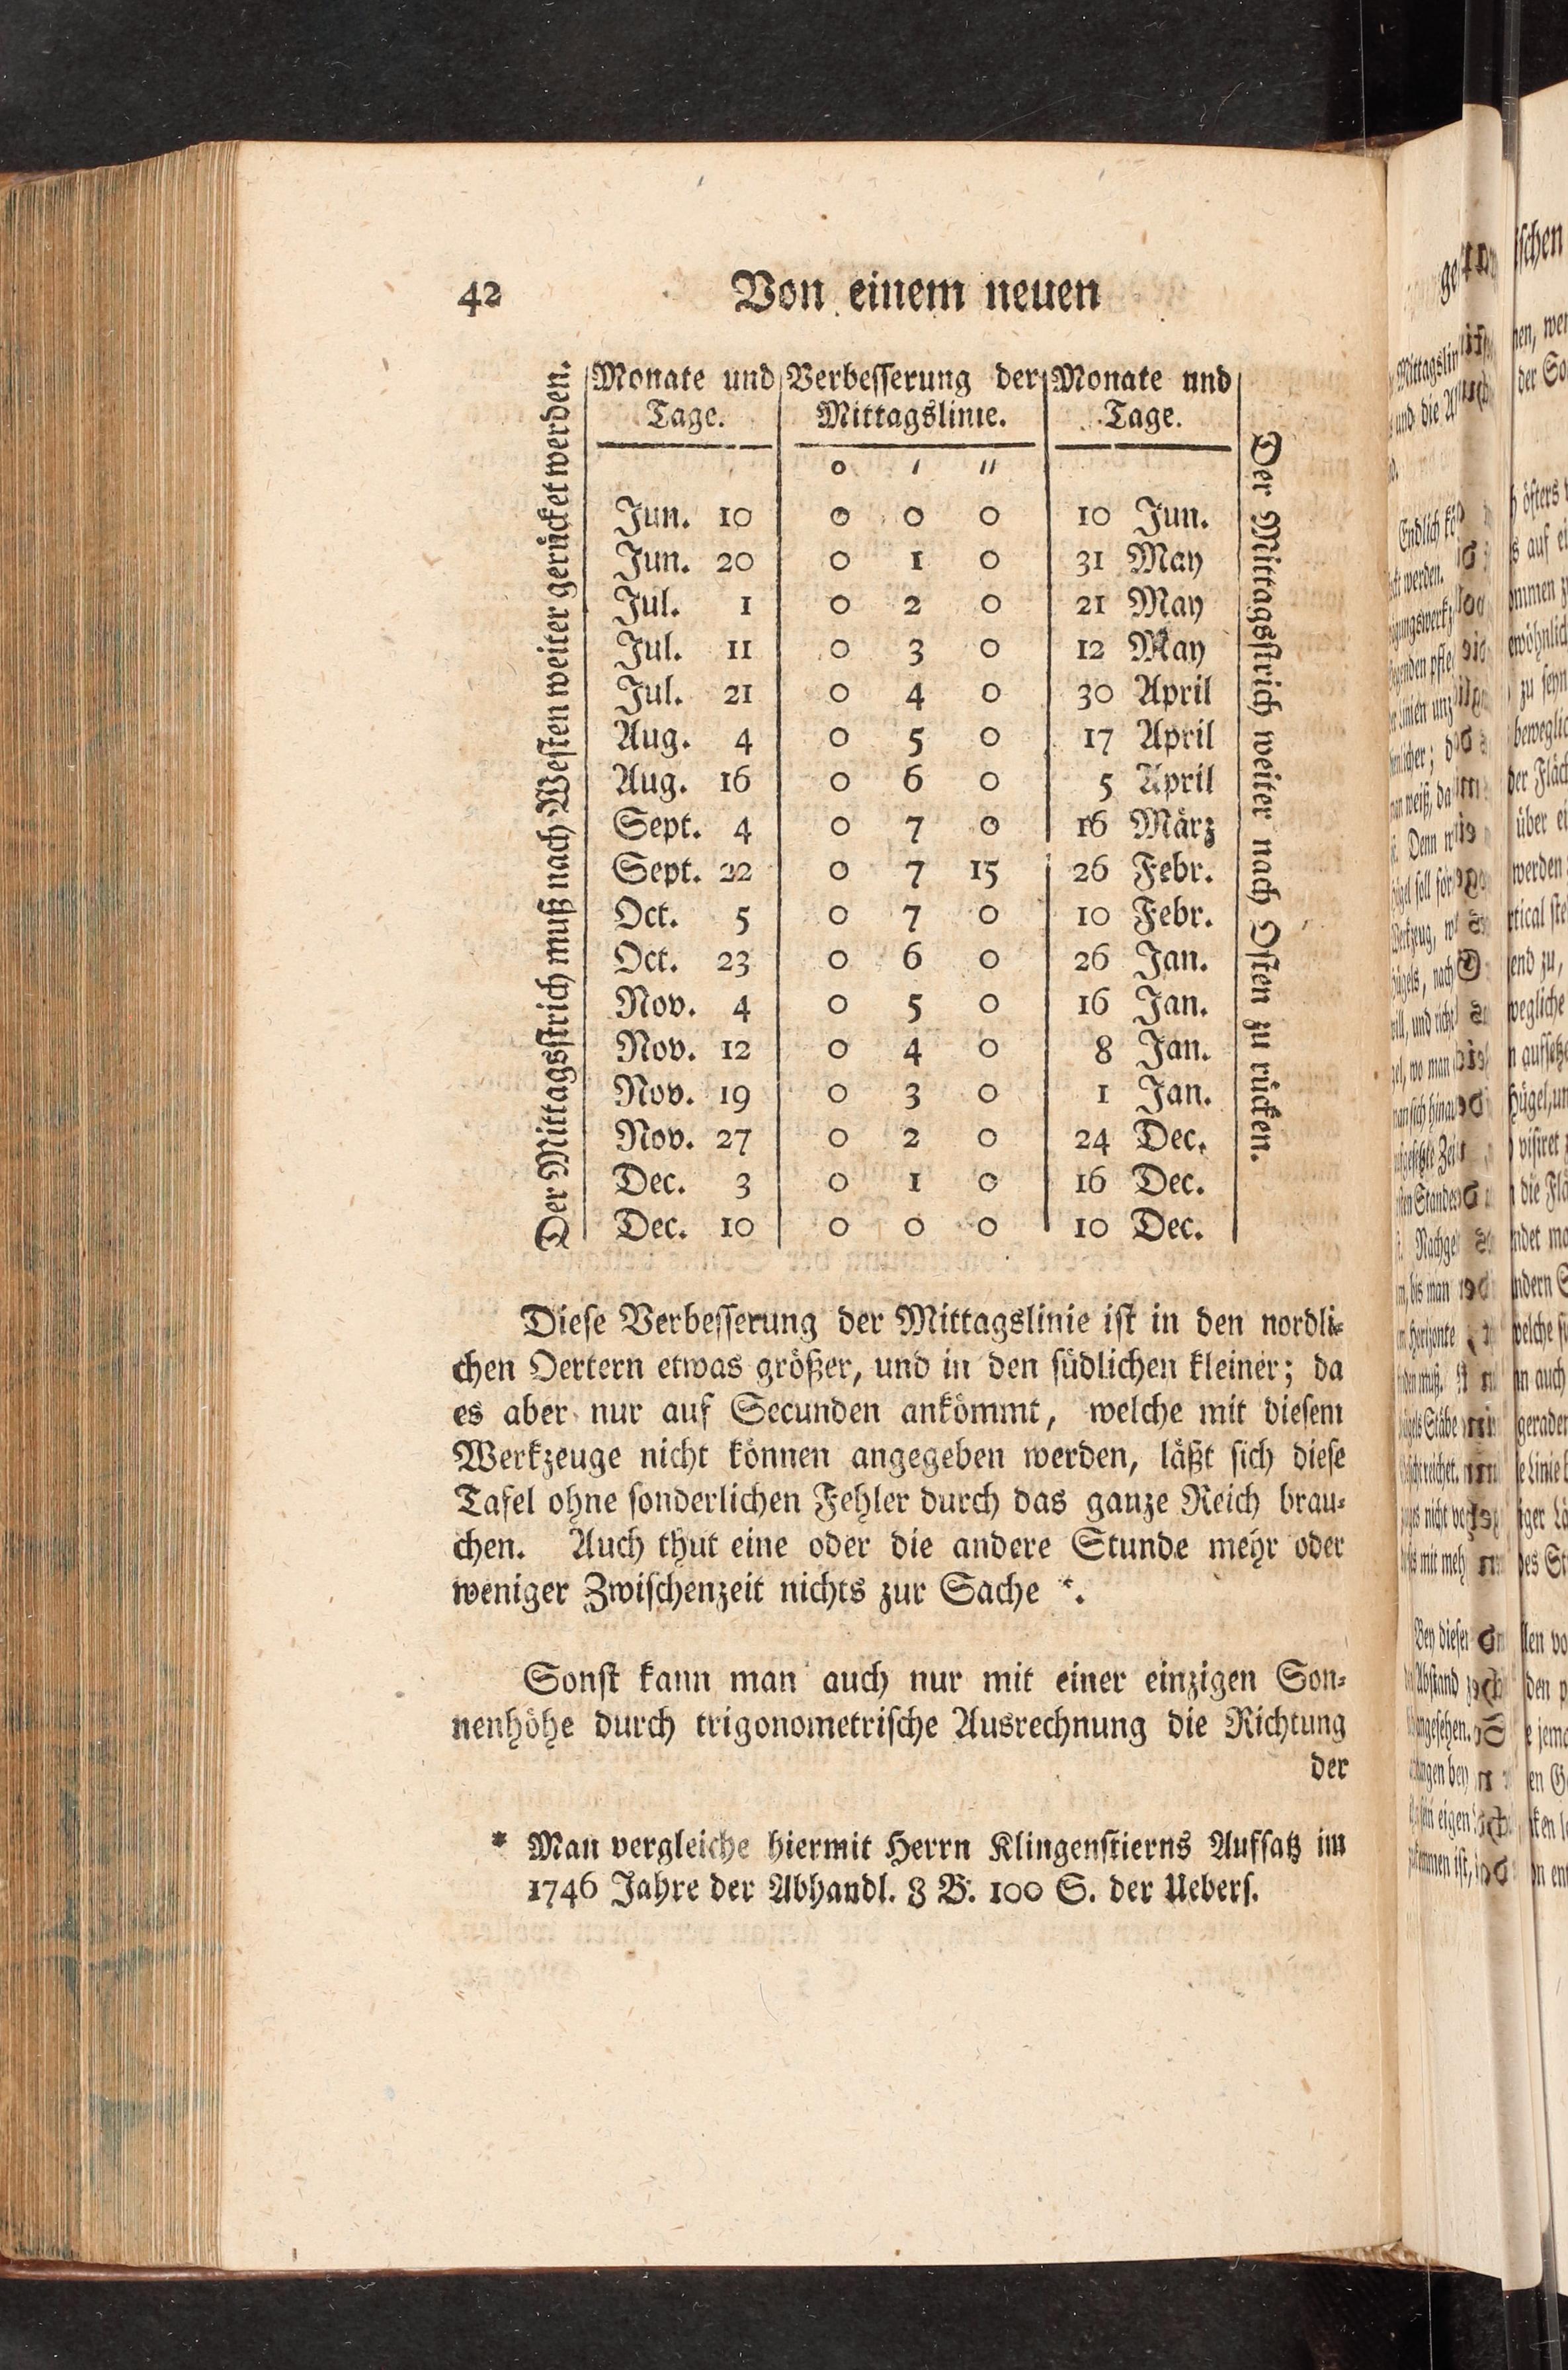 42 Von einem neuen
Der Mittagsstrich muß nach Westen weiter gerücket werden.
Monate und Verbesserung der Monate und
Tage. Mittagslinie. Tage.
o ′ ″
Jun. 10 0 0 0 10 Jun.
Jun. 20 0 1 0 31 May
Jul. 1 0 2 0 21 May
Jul. 11 0 3 0 12 May
Jul. 21 0 4 0 30 April
Aug. 4 0 5 0 17 April
Aug. 16 0 6 0 5 April
Sept. 4 0 7 0 16 März
Sept. 22 0 7 15 26 Febr.
Oct. 5 0 7 0 10 Febr.
Oct. 23 0 6 0 26 Jan.
Nov. 4 0 5 0 16 Jan.
Nov. 12 0 4 0 8 Jan.
Nov. 19 0 3 0 1 Jan.
Nov. 27 0 2 0 24 Dec.
Dec. 3 0 1 0 16 Dec.
Dec. 10 0 0 0 10 Dec.
Der Mittagsstrich weiter nach Osten zu rücken.
Diese Verbesserung der Mittagslinie ist in den nordli-
chen Oertern etwas größer, und in den südlichen kleiner; da
es aber nur auf Secunden ankömmt, welche mit diesem
Werkzeuge nicht können angegeben werden, läßt sich diese
Tafel ohne sonderlichen Fehler durch das ganze Reich brau-
chen. Auch thut eine oder die andere Stunde mehr oder
weniger Zwischenzeit nichts zur Sache *.
Sonst kann man auch nur mit einer einzigen Son-
nenhöhe durch trigonometrische Ausrechnung die Richtung
der
* Man vergleiche hiermit Herrn Klingenstierns Aufsatz im
1746 Jahre der Abhandl. 8 B. 100 S. der Uebers.